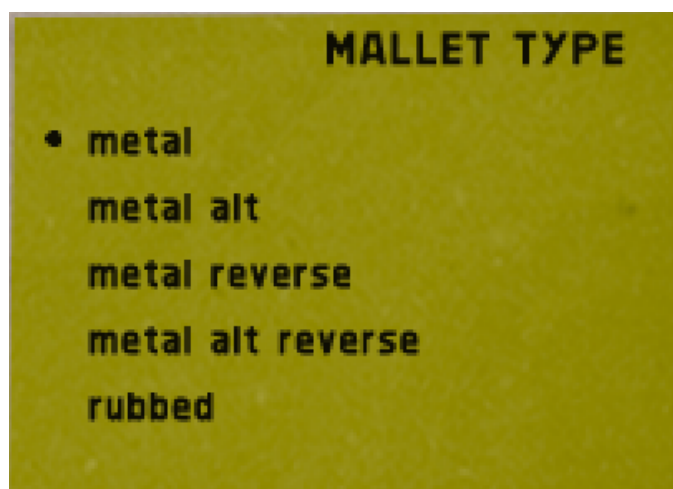 MALLET TYPE
• metal
metal alt
metal reverse
metal alt reverse
rubbed